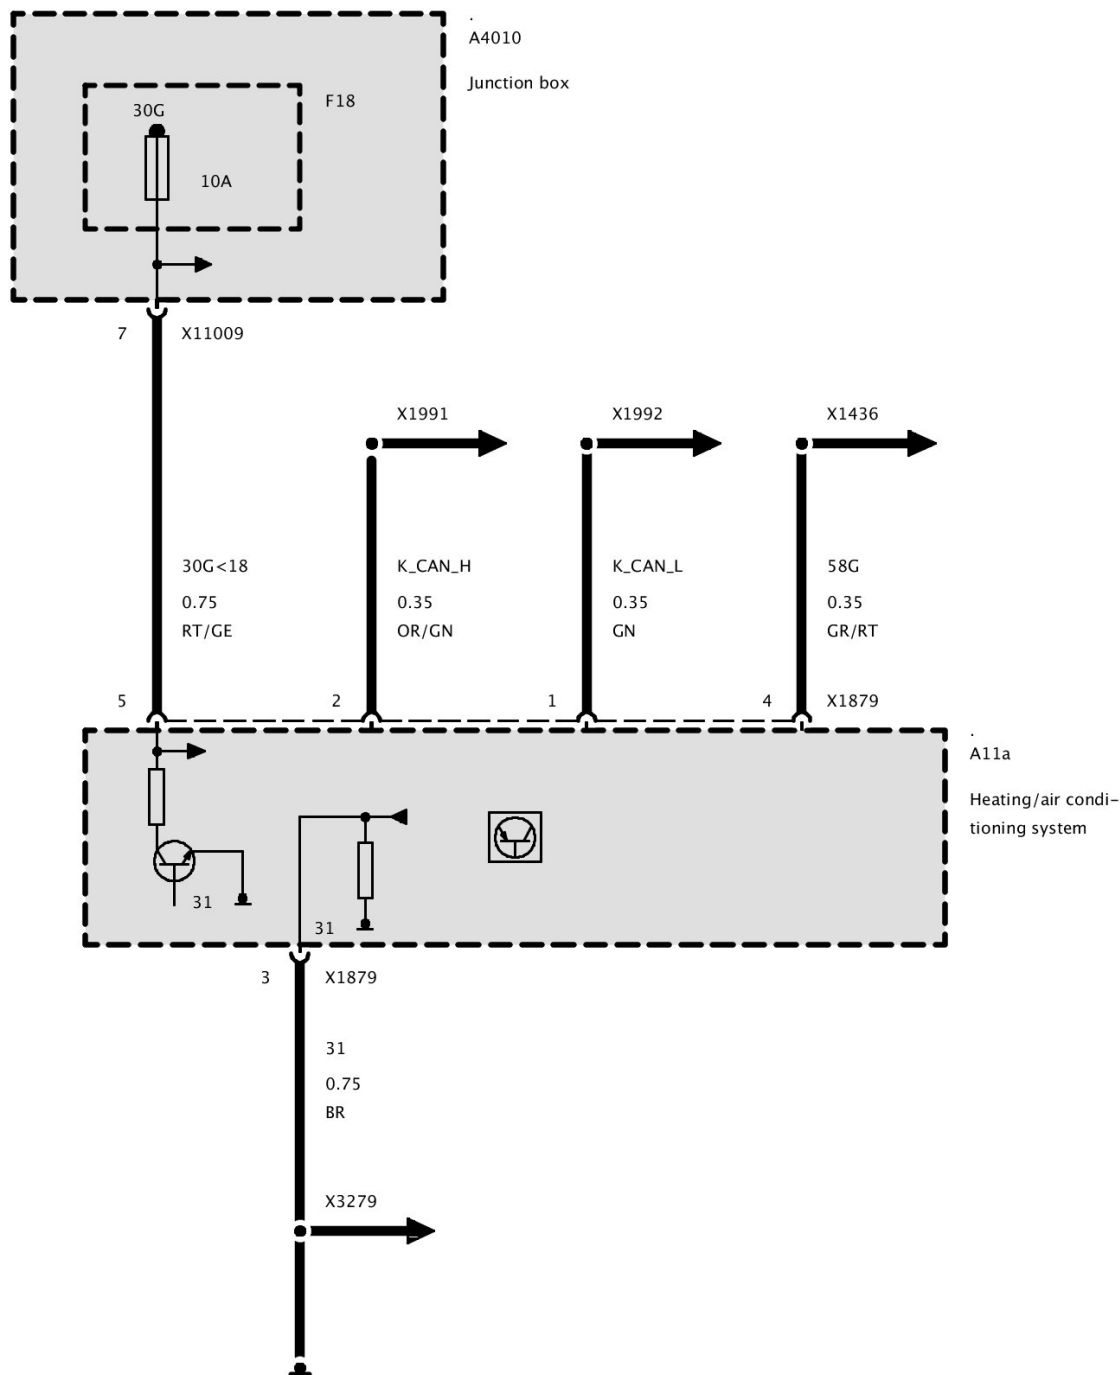 .
A4010
Junction box
F18
30G
10A
7
X11009
X1991
X1992
X1436
30G<18
0.75
RT/GE
K_CAN_H
0.35
OR/GN
K_CAN_L
0.35
GN
58G
0.35
GR/RT
5
2
1
4
X1879
.
A11a
Heating/air condi-
tioning system
31
31
3
X1879
31
0.75
BR
X3279